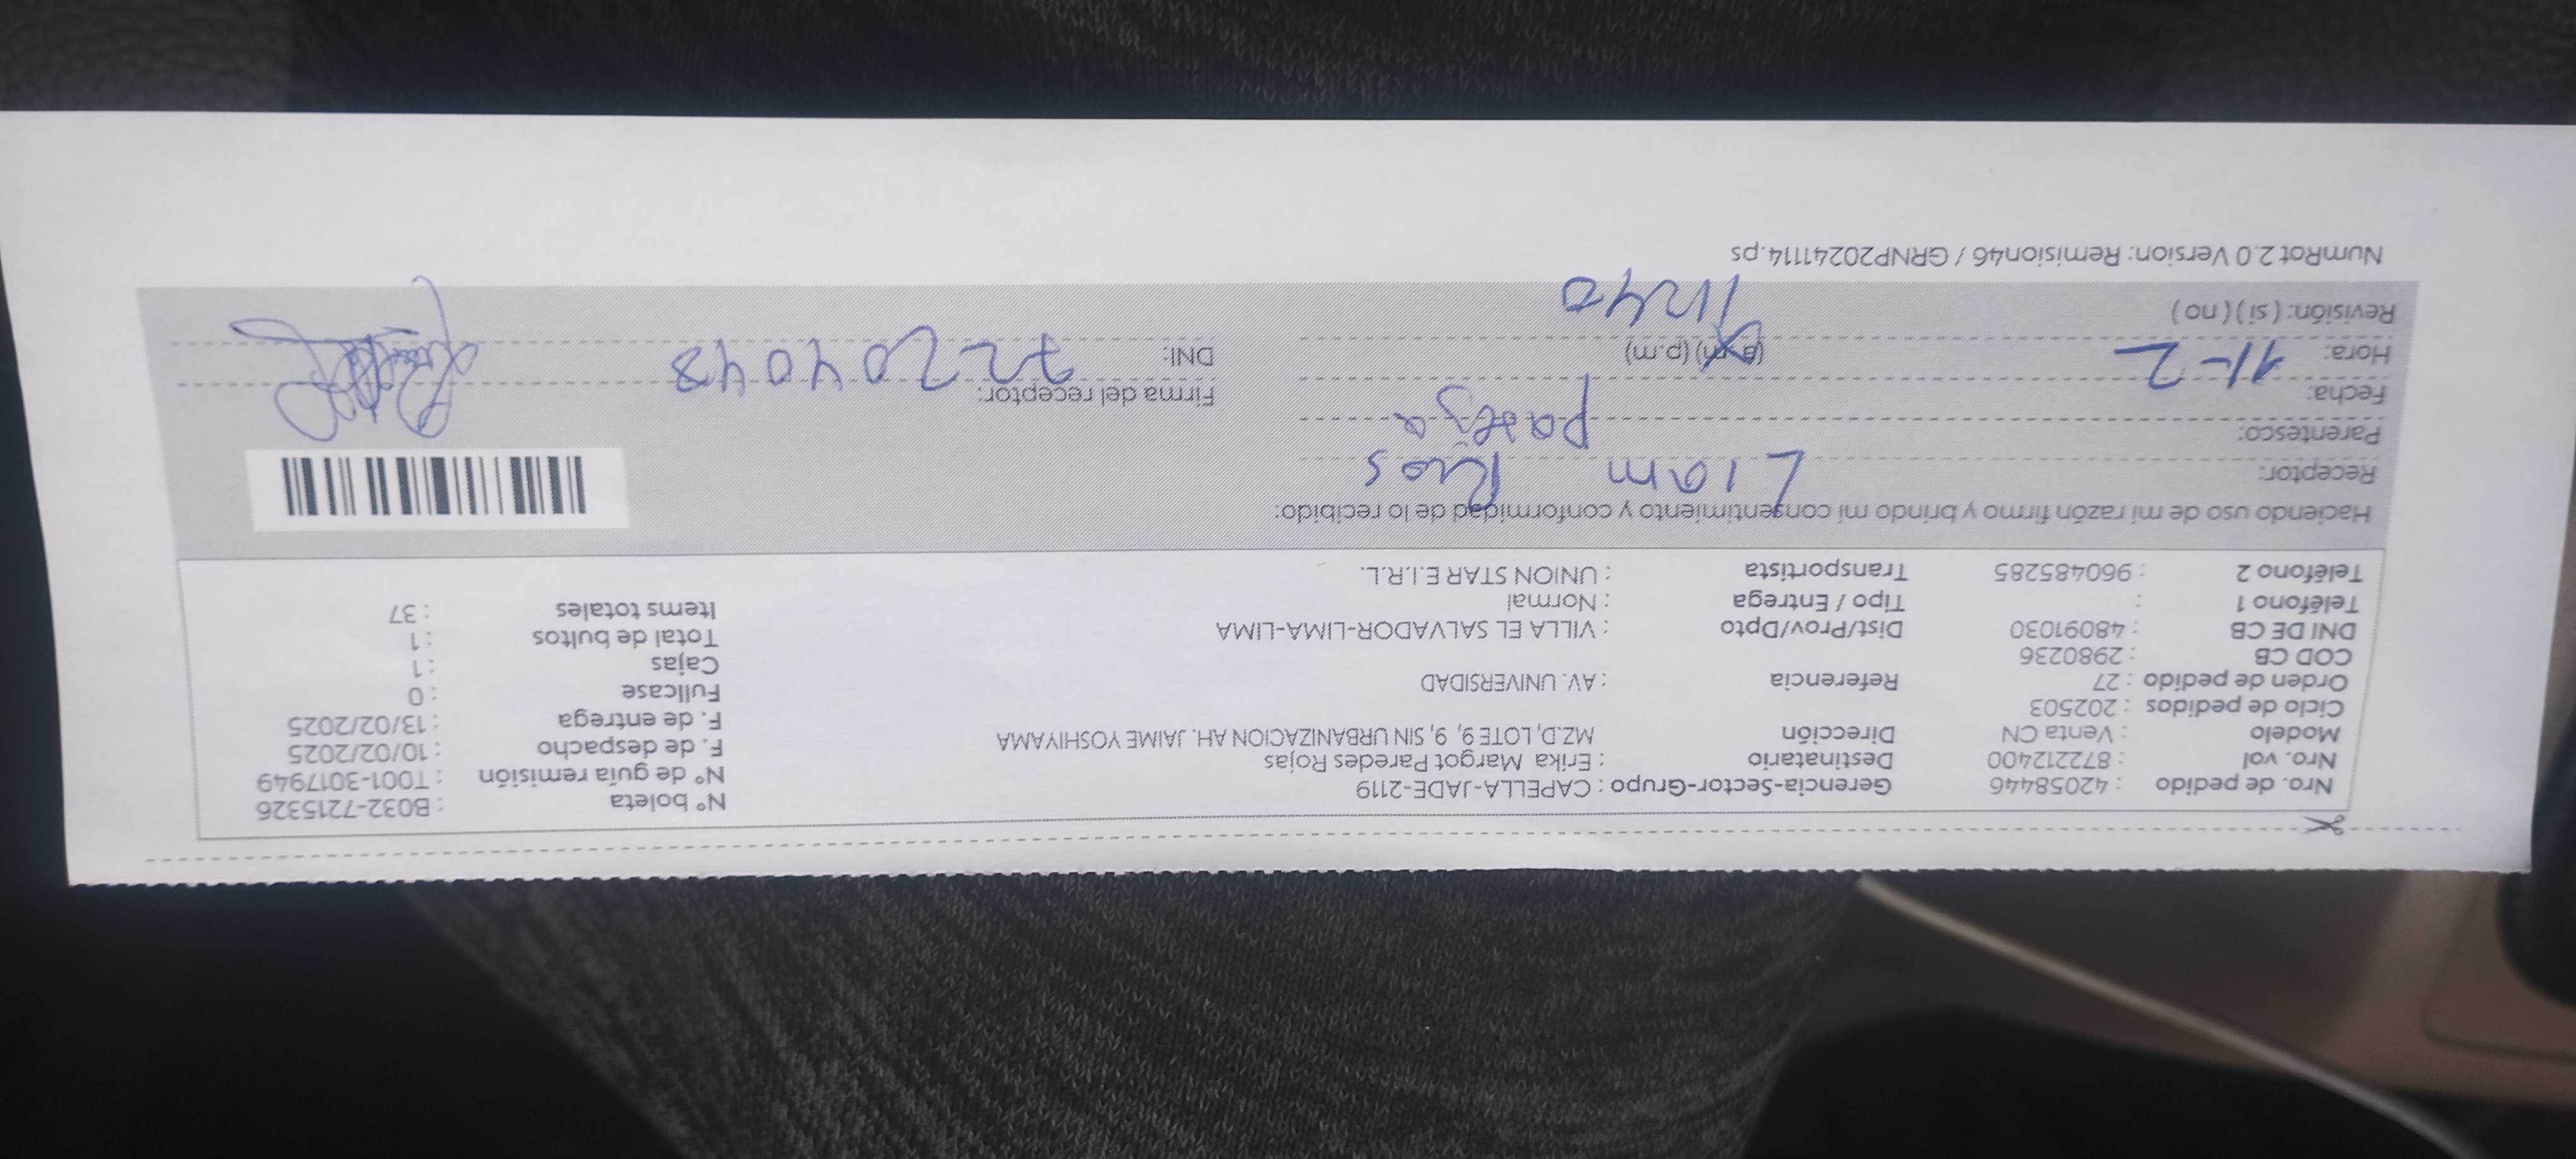 Nro. de pedido : 42058446 Gerencia-Sector-Grupo : CAPELLA-JADE-2119 N° boleta : B032-7215326
Nro. vol : 872212400 Destinatario : Erika Margot Paredes Rojas N° de guía remisión : T001-3017949
Modelo : Venta CN Dirección MZ.D, LOTE 9, 9, SIN URBANIZACION AH. JAIME YOSHIYAMA F. de despacho : 10/02/2025
Ciclo de pedidos : 202503 F. de entrega : 13/02/2025
Orden de pedido : 27 Referencia : AV. UNIVERSIDAD Fullcase : 0
COD CB : 2980236 Cajas : 1
DNI DE CB : 48091030 Dist/Prov/Dpto : VILLA EL SALVADOR-LIMA-LIMA Total de bultos : 1
Teléfono 1 : Tipo / Entrega : Normal Items totales : 37
Teléfono 2 : 960485285 Transportista : UNION STAR E.I.R.L.
Haciendo uso de mi razón firmo y brindo mi consentimiento y conformidad de lo recibido:
Receptor: Liam Rios
Parentesco: pareja
Fecha: 11-2 Firma del receptor:
Hora: (a.m) (p.m) DNI: 72204048
Revisión: ( si ) ( no ) 11:40
NumRot 2.0 Version: Remision46 / GRNP20241114.ps